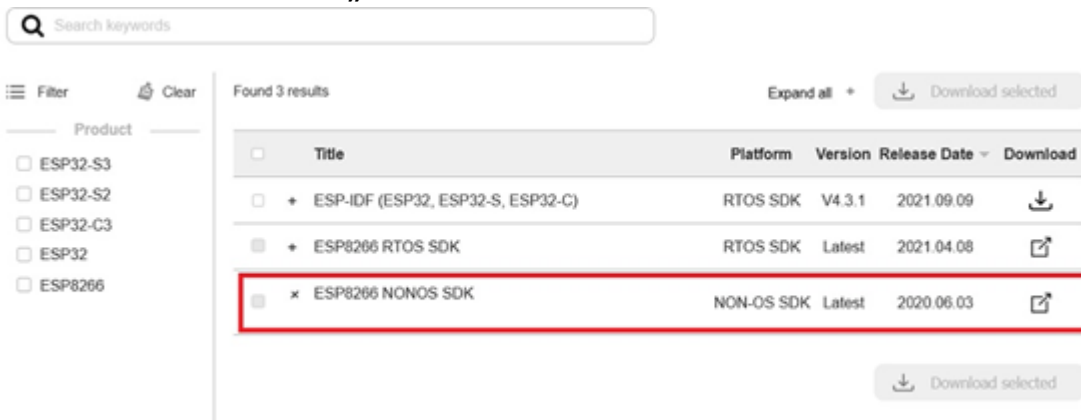 Search keywords
Filter Clear
Found 3 results Expand all + Download selected
Product
ESP32-S3
ESP32-S2
ESP32-C3
ESP32
ESP8266
Title Platform Version Release Date Download
+ ESP-IDF (ESP32, ESP32-S, ESP32-C) RTOS SDK V4.3.1 2021.09.09
+ ESP8266 RTOS SDK RTOS SDK Latest 2021.04.08
× ESP8266 NONOS SDK NON-OS SDK Latest 2020.06.03
Download selected